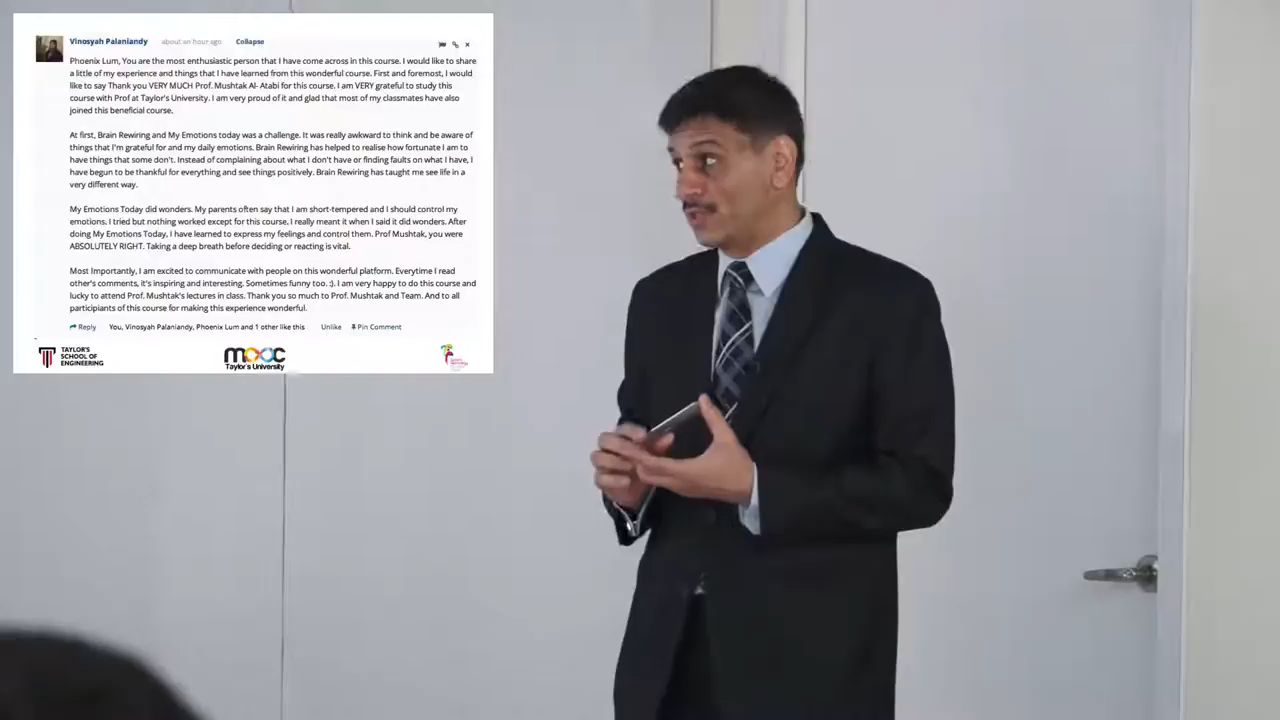 Vinosyah Palaniandy about an hour ago Collapse
Phoenix Lum, You are the most enthusiastic person that I have come across in this course. I would like to share
a little of my experience and things that I have learned from this wonderful course. First and foremost, I would
like to say Thank you VERY MUCH Prof. Mushtak Al- Atabi for this course. I am VERY grateful to study this
course with Prof at Taylor's University. I am very proud of it and glad that most of my classmates have also
joined this beneficial course.
At first, Brain Rewiring and My Emotions today was a challenge. It was really awkward to think and be aware of
things that I'm grateful for and my daily emotions. Brain Rewiring has helped to realise how fortunate I am to
have things that some don't. Instead of complaining about what I don't have or finding faults on what I have, I
have begun to be thankful for everything and see things positively. Brain Rewiring has taught me see life in a
very different way.
My Emotions Today did wonders. My parents often say that I am short-tempered and I should control my
emotions. I tried but nothing worked except for this course. I really meant it when I said it did wonders. After
doing My Emotions Today, I have learned to express my feelings and control them. Prof Mushtak, you were
ABSOLUTELY RIGHT. Taking a deep breath before deciding or reacting is vital.
Most Importantly, I am excited to communicate with people on this wonderful platform. Everytime I read
other's comments, it's inspiring and interesting. Sometimes funny too. :). I am very happy to do this course and
lucky to attend Prof. Mushtak's lectures in class. Thank you so much to Prof. Mushtak and Team. And to all
participients of this course for making this experience wonderful.
Reply You, Vinosyah Palaniandy, Phoenix Lum and 1 other like this Unlike Pin Comment
TAYLOR'S
SCHOOL OF
ENGINEERING
mooc
Taylor's University